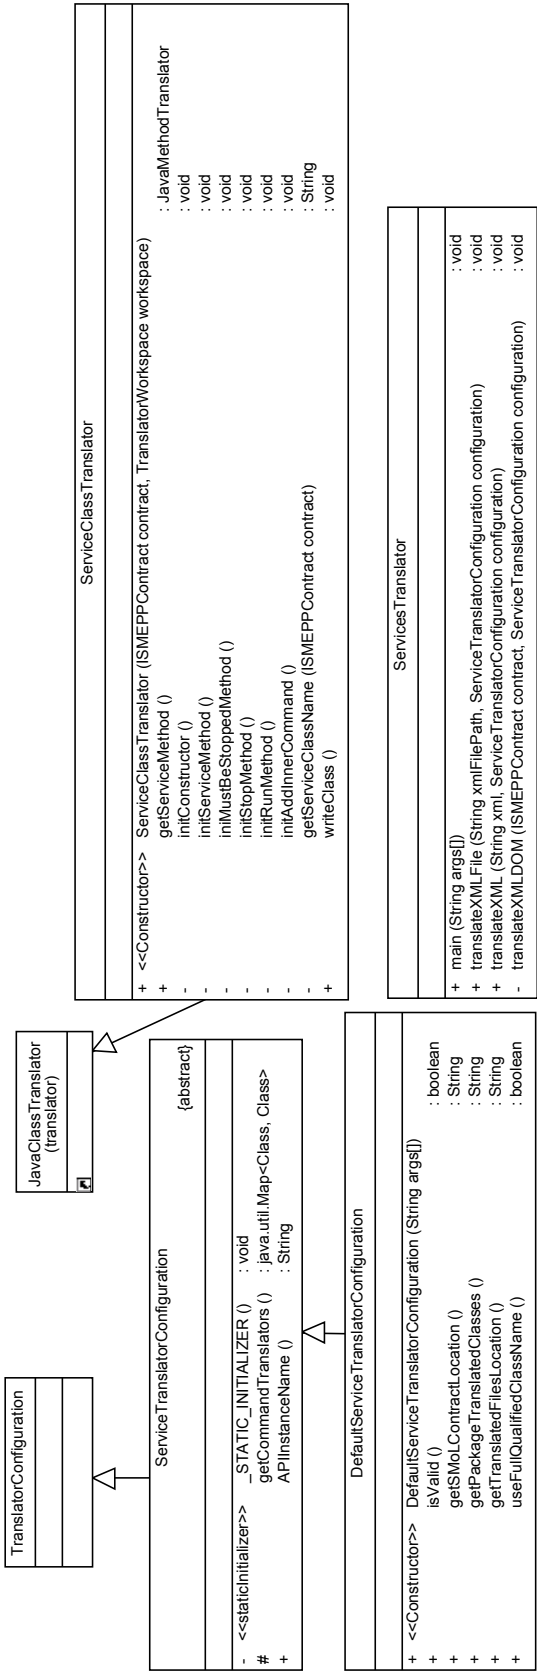 TranslatorConfiguration
JavaClassTranslator
(translator)
ServiceTranslatorConfiguration
{abstract}
- <<staticInitializer>> _STATIC_INITIALIZER () : void
# getCommandTranslators () : java.util.Map<Class, Class>
+ APIInstanceName () : String
DefaultServiceTranslatorConfiguration
+ <<Constructor>> DefaultServiceTranslatorConfiguration (String args[])
+ isValid () : boolean
+ getSMoLContractLocation () : String
+ getPackageTranslatedClasses () : String
+ getTranslatedFilesLocation () : String
+ useFullQualifiedClassName () : boolean
ServiceClassTranslator
+ <<Constructor>> ServiceClassTranslator (ISMEPPContract contract, TranslatorWorkspace workspace)
+ getServiceMethod () : JavaMethodTranslator
- initConstructor () : void
- initServiceMethod () : void
- iniMustBeStoppedMethod () : void
- initStopMethod () : void
- initRunMethod () : void
- initAddInnerCommand () : void
- getServiceClassName (ISMEPPContract contract) : String
+ writeClass () : void
ServicesTranslator
+ main (String args[]) : void
+ translateXMLFile (String xmlFilePath, ServiceTranslatorConfiguration configuration) : void
+ translateXML (String xml, ServiceTranslatorConfiguration configuration) : void
- translateXMLDOM (ISMEPPContract contract, ServiceTranslatorConfiguration configuration) : void